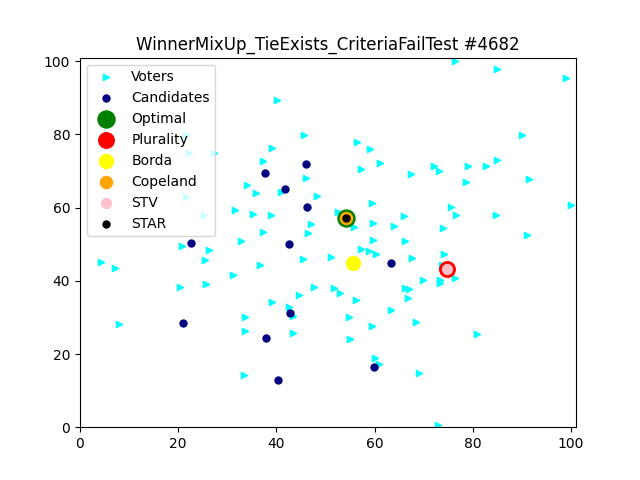 WinnerMixUp_TieExists_CriteriaFailTest #4682
100
80
60
40
20
0
Voters
Candidates
Optimal
Plurality
Borda
Copeland
STV
STAR
0 20 40 60 80 100